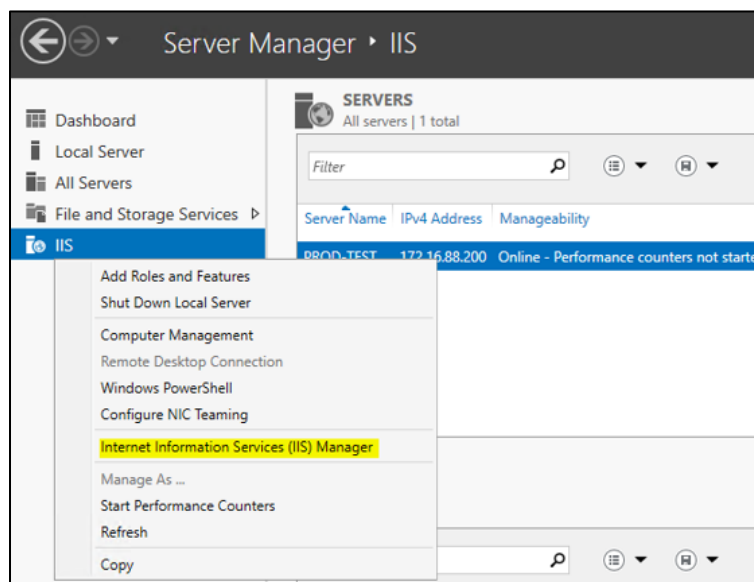 Server Manager ‣ IIS
Dashboard
Local Server
All Servers
File and Storage Services
IIS
SERVERS
All servers | 1 total
Filter
Server Name IPv4 Address Manageability
PROD-TEST 172.16.88.200 Online - Performance counters not starte
Add Roles and Features
Shut Down Local Server
Computer Management
Remote Desktop Connection
Windows PowerShell
Configure NIC Teaming
Internet Information Services (IIS) Manager
Manage As ...
Start Performance Counters
Refresh
Copy